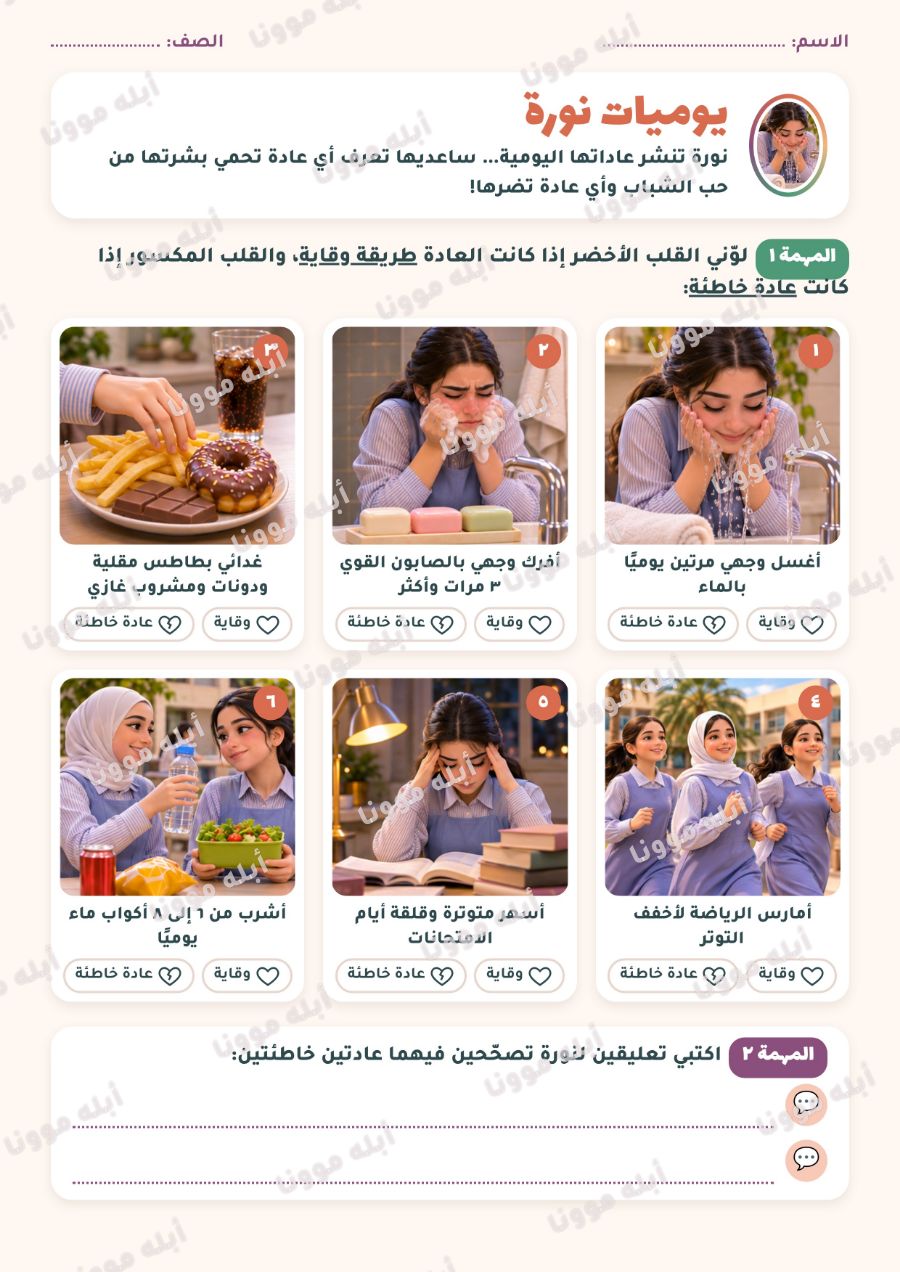 الاسم: ........................................ الصف: ........................
يوميات نورة
نورة تنشر عاداتها اليومية... ساعديها تعرف أي عادة تحمي بشرتها من
حب الشباب وأي عادة تضرها!
المهمة ١ لوّني القلب الأخضر إذا كانت العادة طريقة وقاية، والقلب المكسور إذا
كانت عادة خاطئة:
١
أغسل وجهي مرتين يوميًا
بالماء
وقاية
عادة خاطئة
٢
أفرك وجهي بالصابون القوي
٣ مرات وأكثر
وقاية
عادة خاطئة
٣
غدائي بطاطس مقلية
ودونات ومشروب غازي
وقاية
عادة خاطئة
٤
أمارس الرياضة لأخفف
التوتر
وقاية
عادة خاطئة
٥
أسهر متوترة وقلقة أيام
الامتحانات
وقاية
عادة خاطئة
٦
أشرب من ٦ إلى ٨ أكواب ماء
يوميًا
وقاية
عادة خاطئة
المهمة ٢ اكتبي تعليقين لنورة تصحّحين فيهما عادتين خاطئتين:
أبله موونا